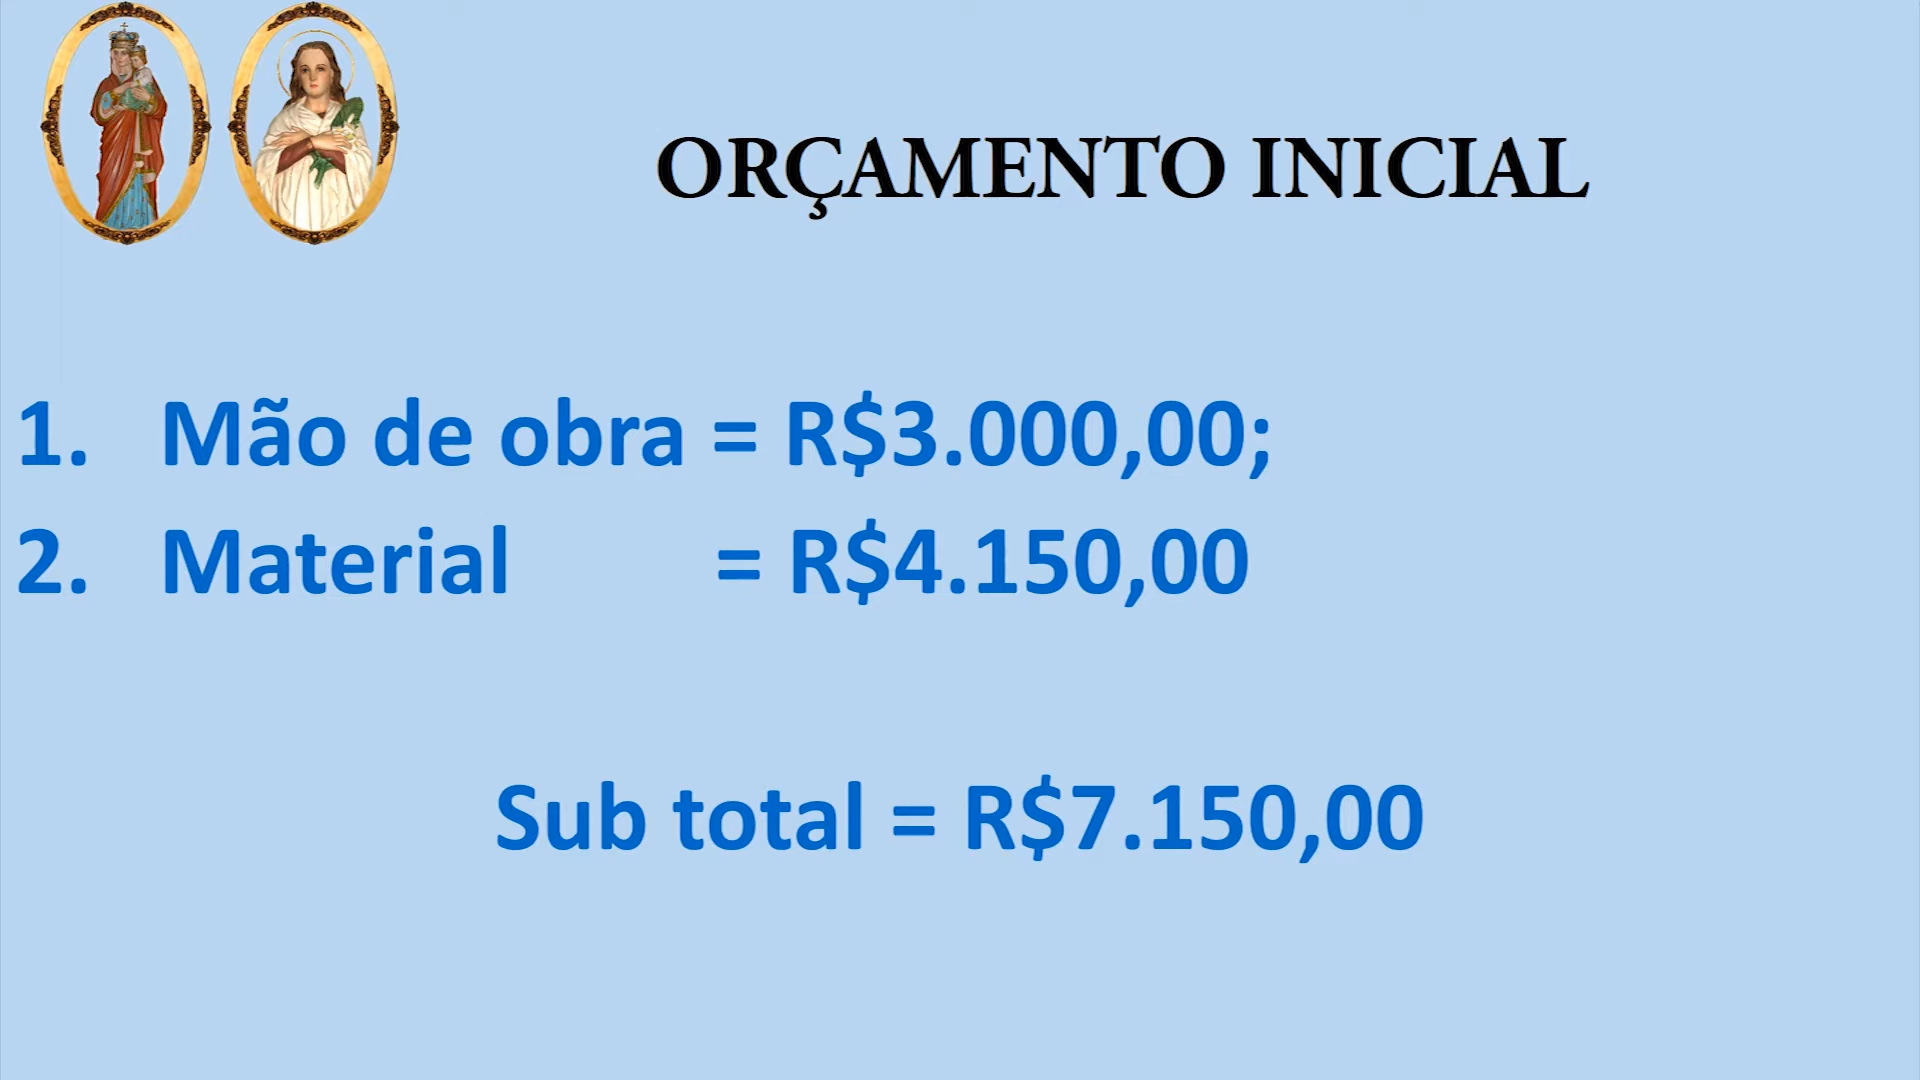 ORÇAMENTO INICIAL
1. Mão de obra = R$3.000,00;
2. Material = R$4.150,00
Sub total = R$7.150,00